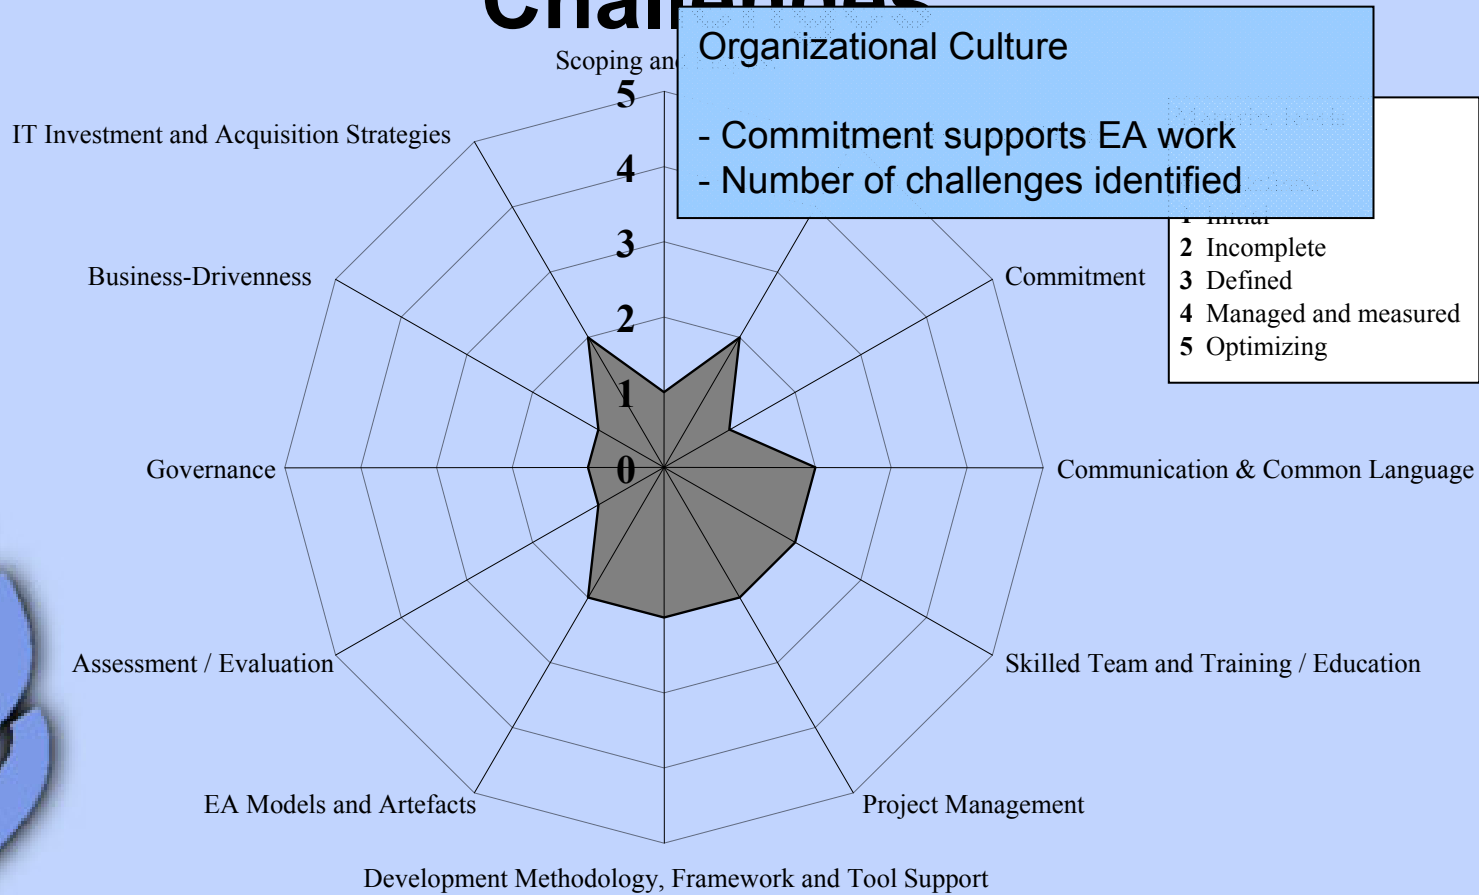 Challenges
Organizational Culture
- Commitment supports EA work
- Number of challenges identified
Scoping and
5
4
3
2
1
0
IT Investment and Acquisition Strategies
Business-Drivenness
Governance
Assessment / Evaluation
EA Models and Artefacts
Development Methodology, Framework and Tool Support
Project Management
Skilled Team and Training / Education
Communication & Common Language
Commitment
1 Initial
2 Incomplete
3 Defined
4 Managed and measured
5 Optimizing